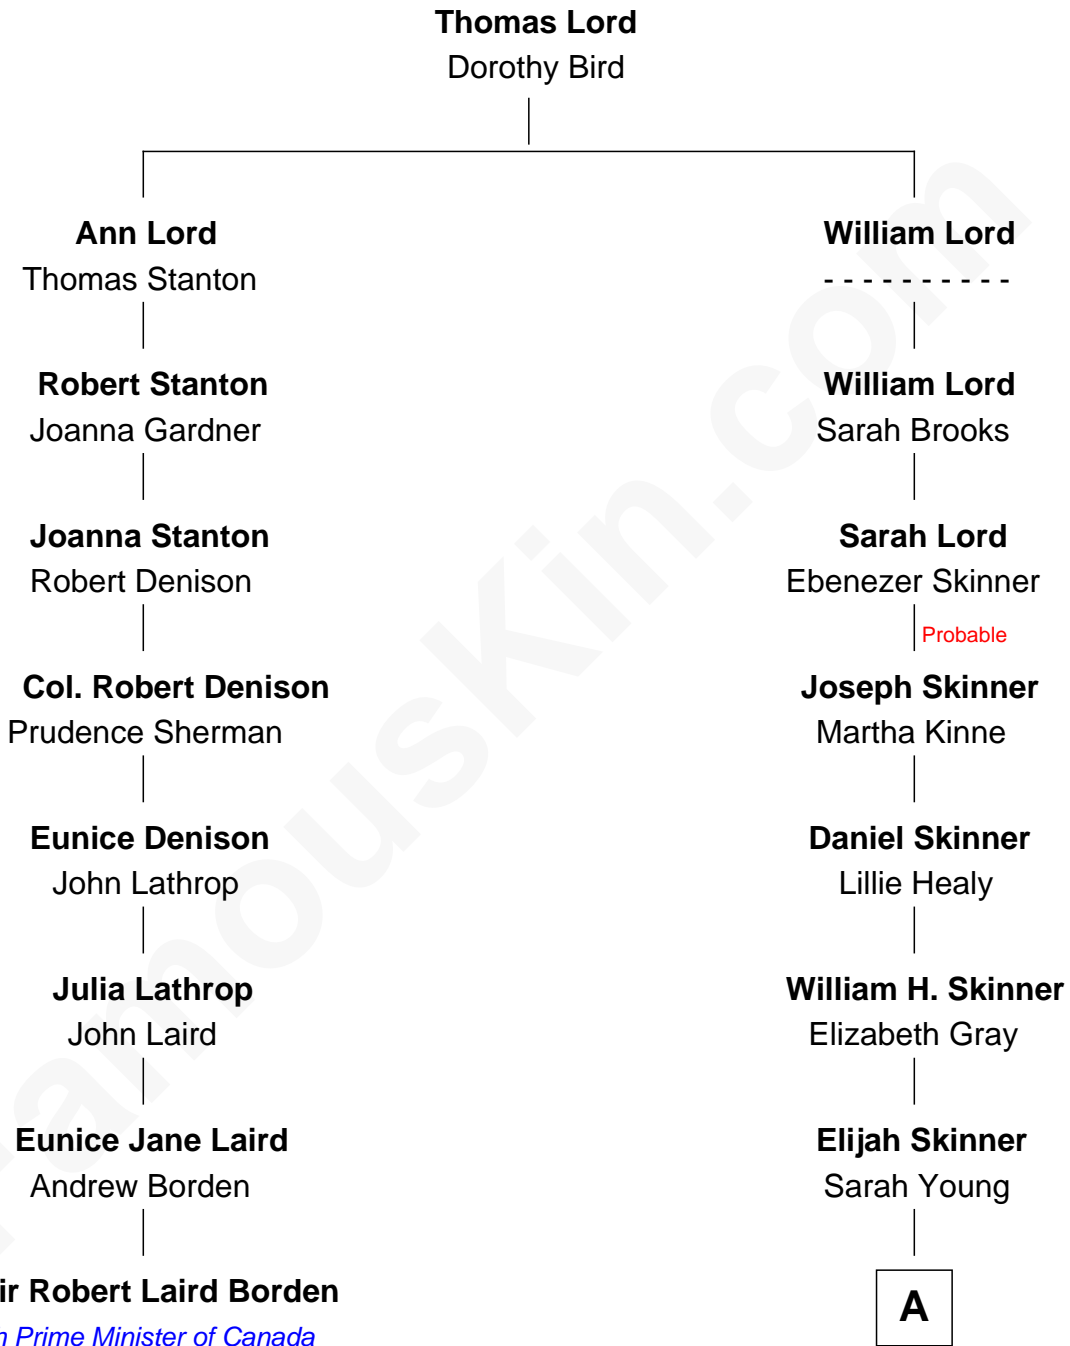 Thomas Lord
Dorothy Bird
Ann Lord
Thomas Stanton
William Lord
- - - - - - - - - -
Robert Stanton
Joanna Gardner
William Lord
Sarah Brooks
Joanna Stanton
Robert Denison
Sarah Lord
Ebenezer Skinner
Probable
Col. Robert Denison
Prudence Sherman
Joseph Skinner
Martha Kinne
Eunice Denison
John Lathrop
Daniel Skinner
Lillie Healy
Julia Lathrop
John Laird
William H. Skinner
Elizabeth Gray
Eunice Jane Laird
Andrew Borden
Elijah Skinner
Sarah Young
ir Robert Laird Borden
h Prime Minister of Canada
A
FamousKin.com